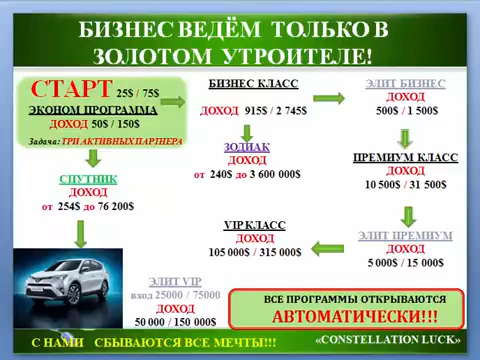 БИЗНЕС ВЕДЁМ ТОЛЬКО В
ЗОЛОТОМ УТРОИТЕЛЕ!
СТАРТ 25$ / 75$
ЭКОНОМ ПРОГРАММА
ДОХОД 50$ / 150$
Задача: ТРИ АКТИВНЫХ ПАРТНЕРА
БИЗНЕС КЛАСС
ДОХОД 915$ / 2 745$
ЭЛИТ БИЗНЕС
ДОХОД
500$ / 1 500$
ЗОДИАК
ДОХОД
от 240$ до 3 600 000$
ПРЕМИУМ КЛАСС
ДОХОД
10 500$ / 31 500$
СПУТНИК
ДОХОД
от 254$ до 76 200$
VIP КЛАСС
ДОХОД
105 000$ / 315 000$
ЭЛИТ ПРЕМИУМ
ДОХОД
5 000$ / 15 000$
ЭЛИТ VIP
вход 25000 / 75000
ДОХОД
50 000 / 150 000$
ВСЕ ПРОГРАММЫ ОТКРЫВАЮТСЯ
АВТОМАТИЧЕСКИ!!!
С НАМИ СБЫВАЮТСЯ ВСЕ МЕЧТЫ!!!
«CONSTELLATION LUCK»